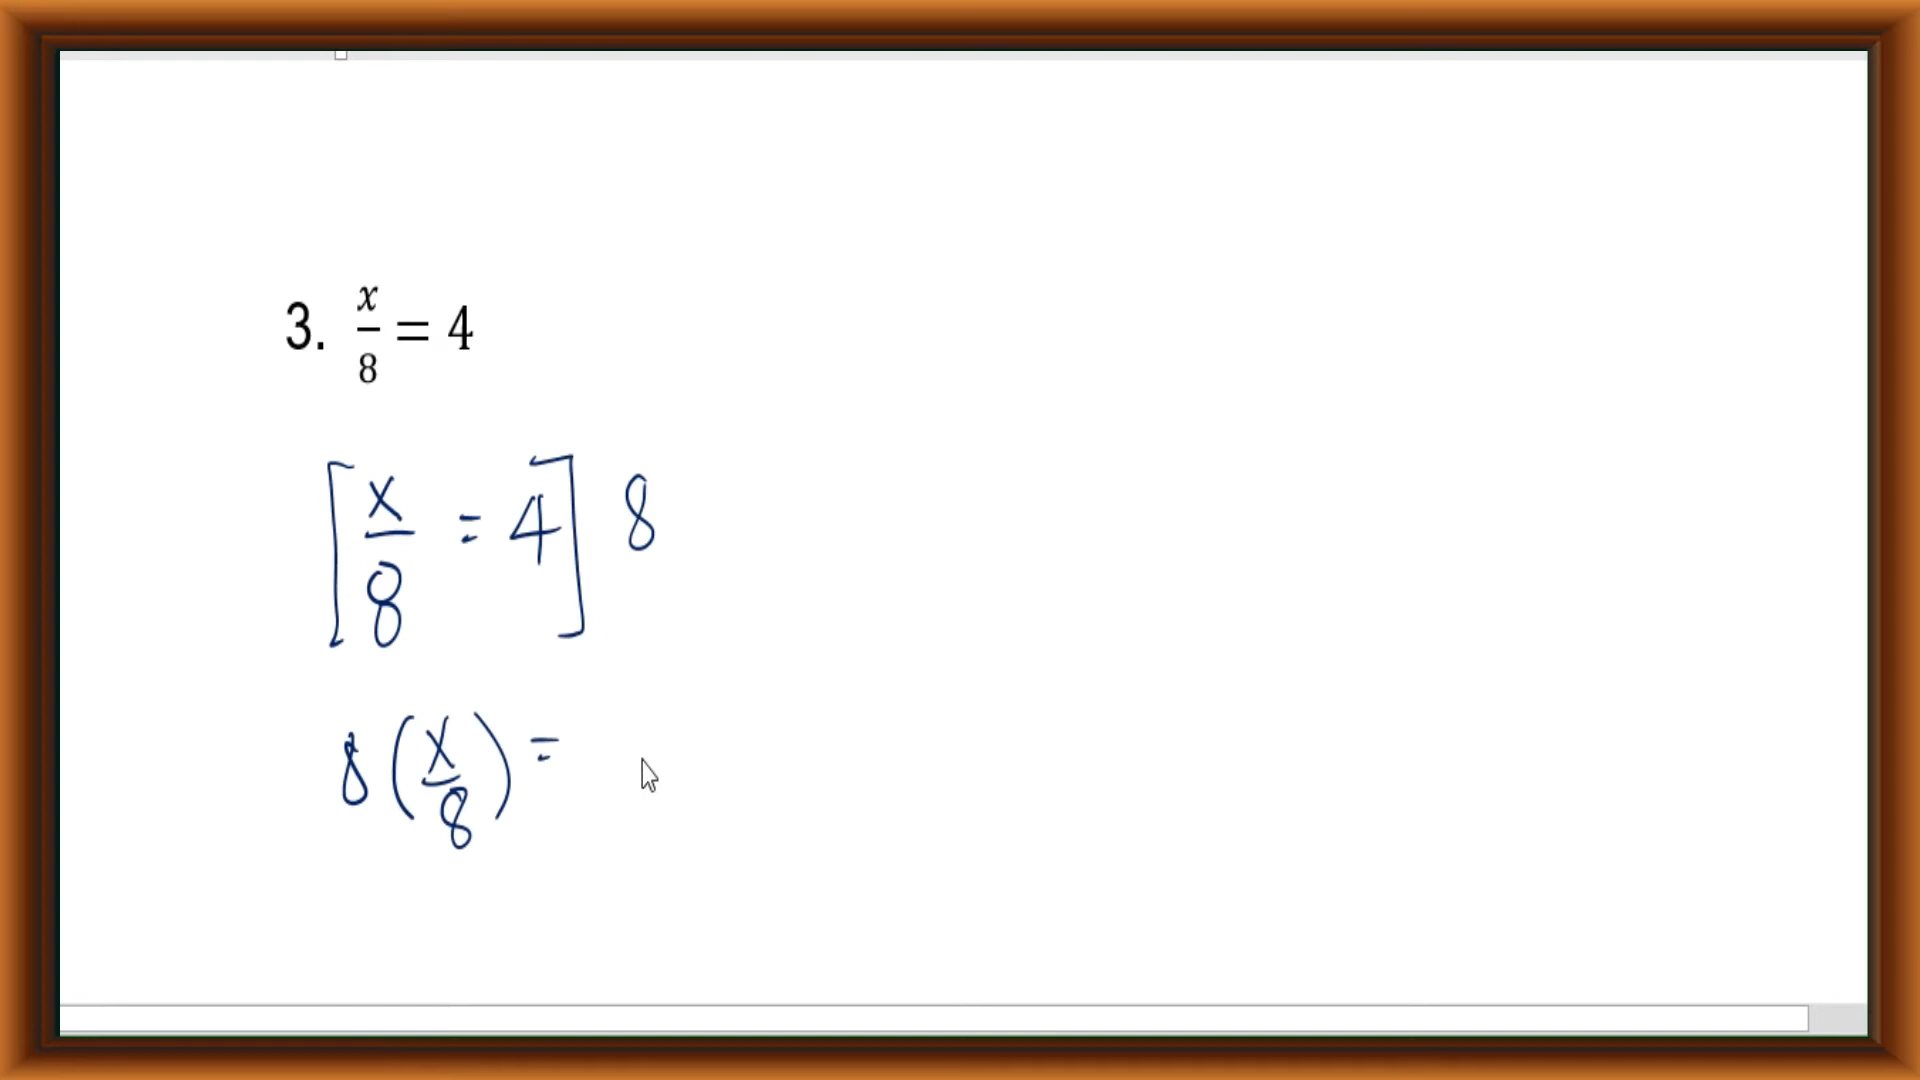 3. x/8 = 4
[x/8 = 4] 8
8(x/8) =